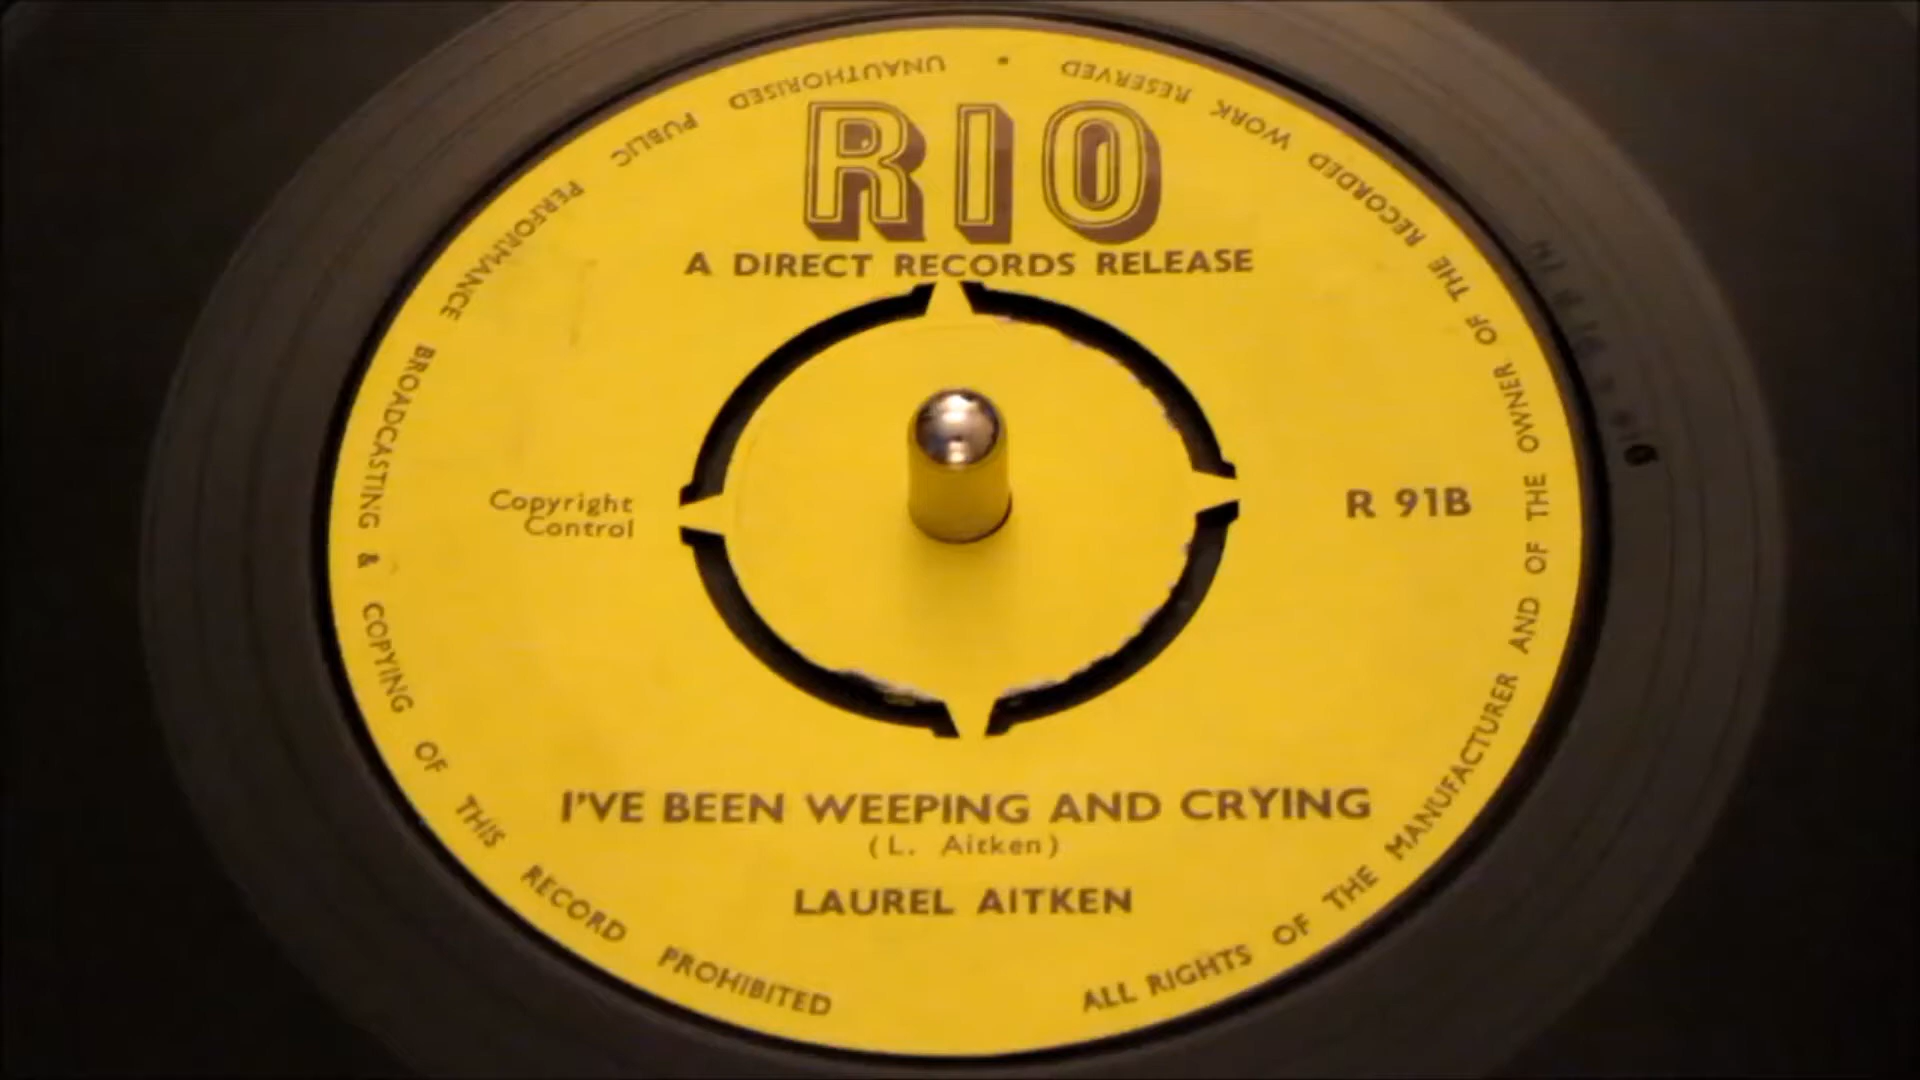 RIO
A DIRECT RECORDS RELEASE
Copyright
Control
R 91B
I'VE BEEN WEEPING AND CRYING
(L. Aitken)
LAUREL AITKEN
ALL RIGHTS OF THE MANUFACTURER AND OF THE OWNER OF THE RECORDED WORK RESERVED • UNAUTHORISED PUBLIC PERFORMANCE BROADCASTING & COPYING OF THIS RECORD PROHIBITED